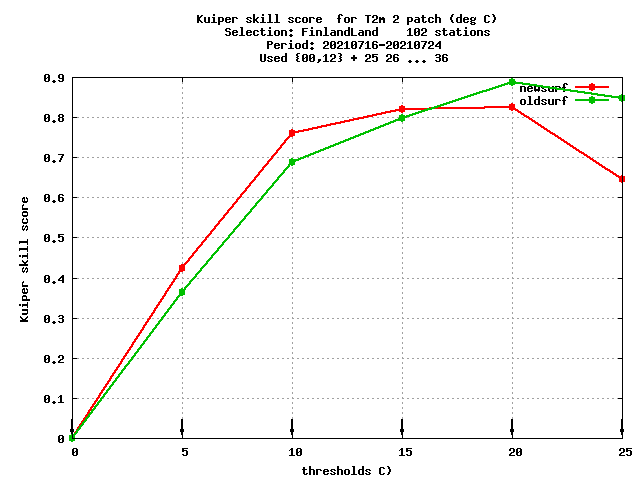 Kuiper skill score  for T2m 2 patch (deg C)
Selection: FinlandLand    102 stations
Period: 20210716-20210724
Used {00,12} + 25 26 ... 36
0.9
0.8
0.7
0.6
0.5
0.4
0.3
0.2
0.1
0
Kuiper skill score
newsurf
oldsurf
0 5 10 15 20 25
thresholds C)